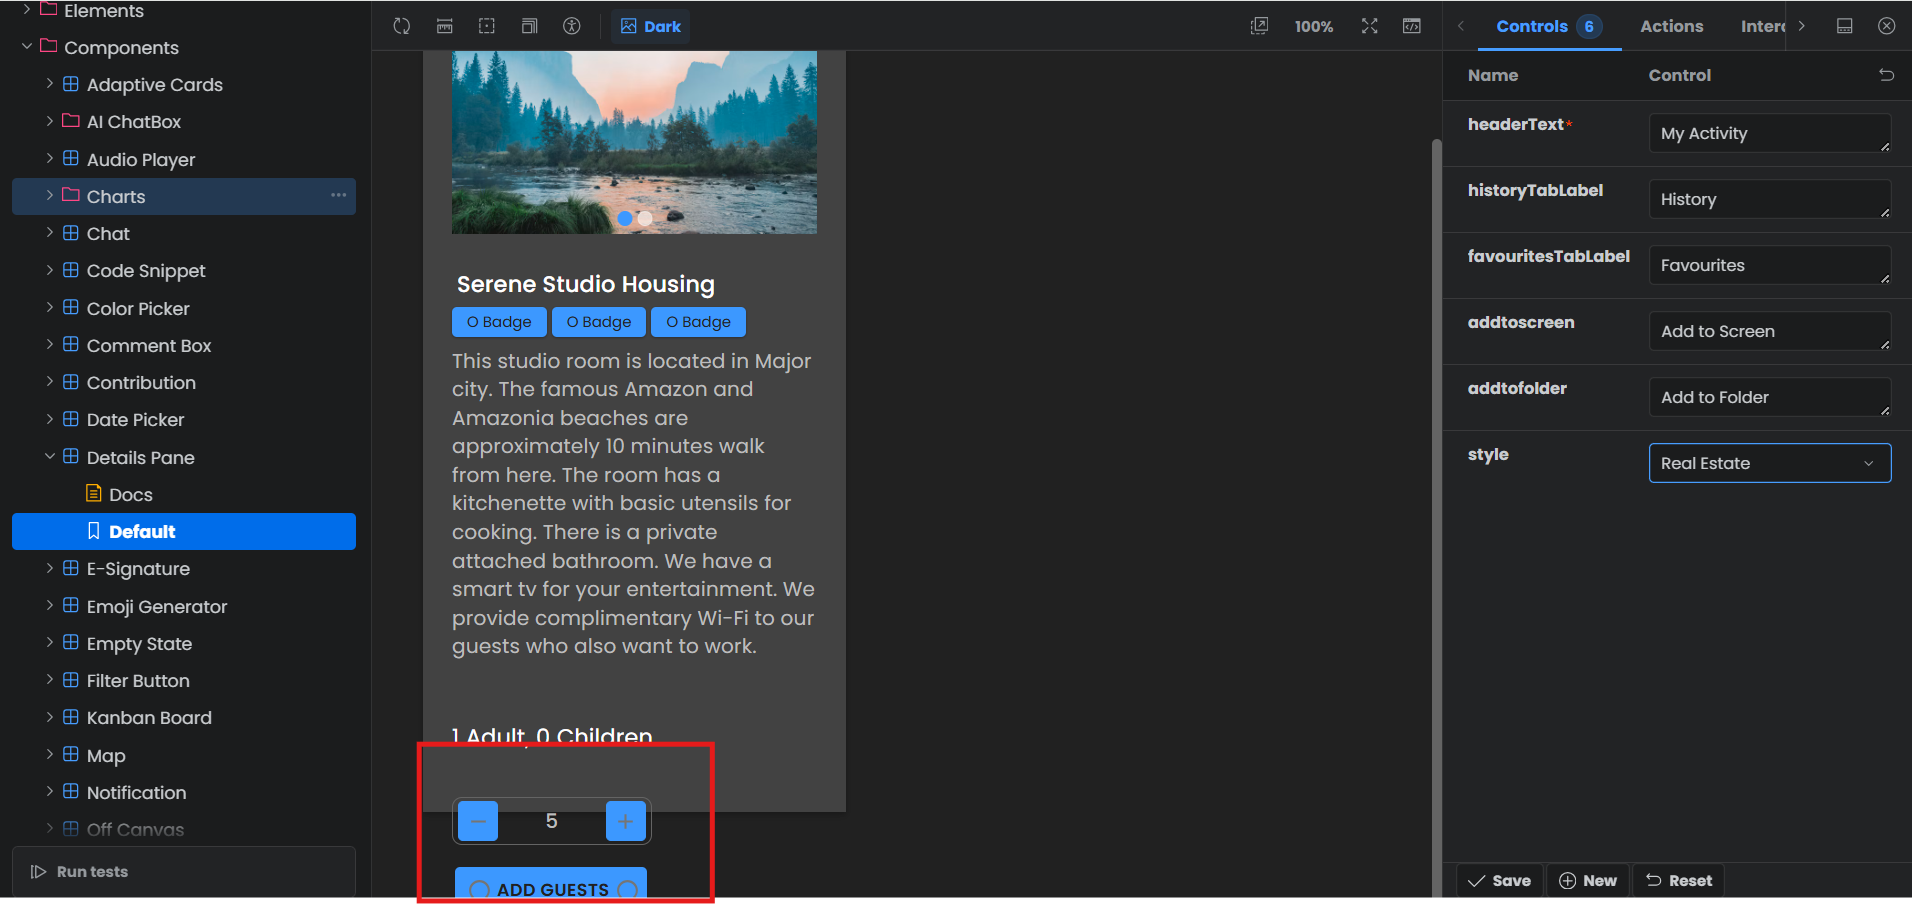 Elements
Components
Adaptive Cards
AI ChatBox
Audio Player
Charts
Chat
Code Snippet
Color Picker
Comment Box
Contribution
Date Picker
Details Pane
Docs
Default
E-Signature
Emoji Generator
Empty State
Filter Button
Kanban Board
Map
Notification
Off Canvas
Run tests
Dark
100%
Serene Studio Housing
O Badge O Badge O Badge
This studio room is located in Major
city. The famous Amazon and
Amazonia beaches are
approximately 10 minutes walk
from here. The room has a
kitchenette with basic utensils for
cooking. There is a private
attached bathroom. We have a
smart tv for your entertainment. We
provide complimentary Wi-Fi to our
guests who also want to work.
1 Adult, 0 Children
− 5 +
ADD GUESTS
Controls 6 Actions Inter
Name Control
headerText* My Activity
historyTabLabel History
favouritesTabLabel Favourites
addtoscreen Add to Screen
addtofolder Add to Folder
style Real Estate
Save New Reset